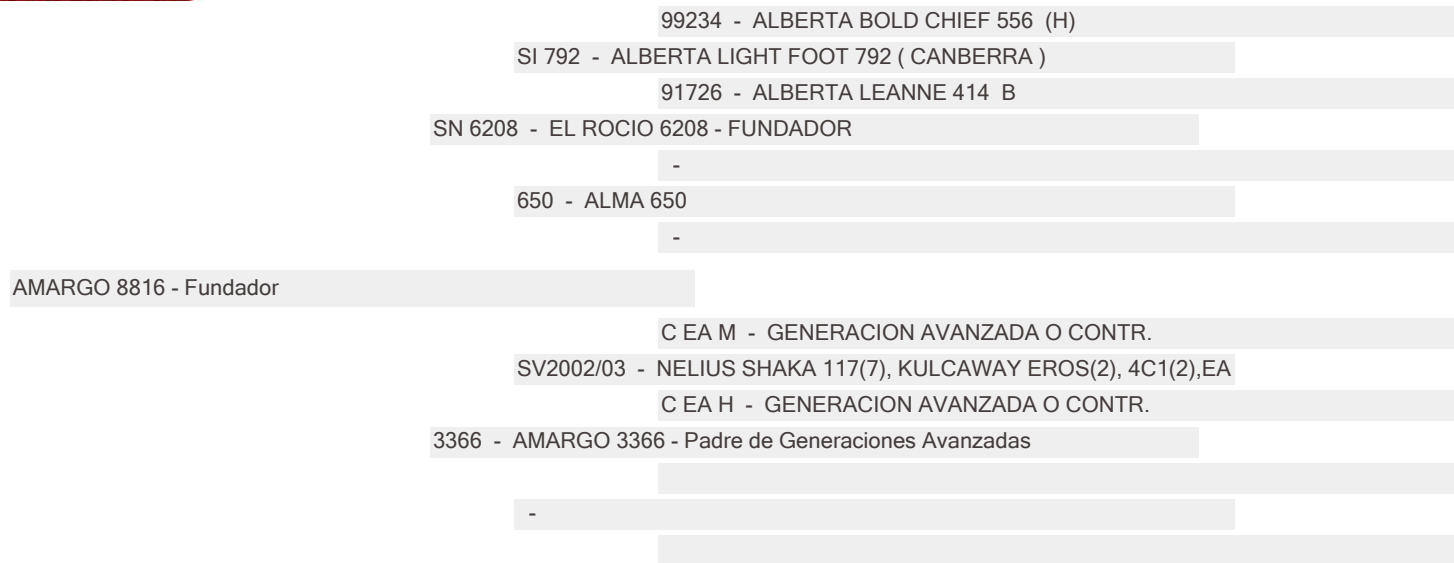 99234 - ALBERTA BOLD CHIEF 556 (H)
SI 792 - ALBERTA LIGHT FOOT 792 ( CANBERRA )
91726 - ALBERTA LEANNE 414 B
SN 6208 - EL ROCIO 6208 - FUNDADOR
-
650 - ALMA 650
-
AMARGO 8816 - Fundador
C EA M - GENERACION AVANZADA O CONTR.
SV2002/03 - NELIUS SHAKA 117(7), KULCAWAY EROS(2), 4C1(2),EA
C EA H - GENERACION AVANZADA O CONTR.
3366 - AMARGO 3366 - Padre de Generaciones Avanzadas
-